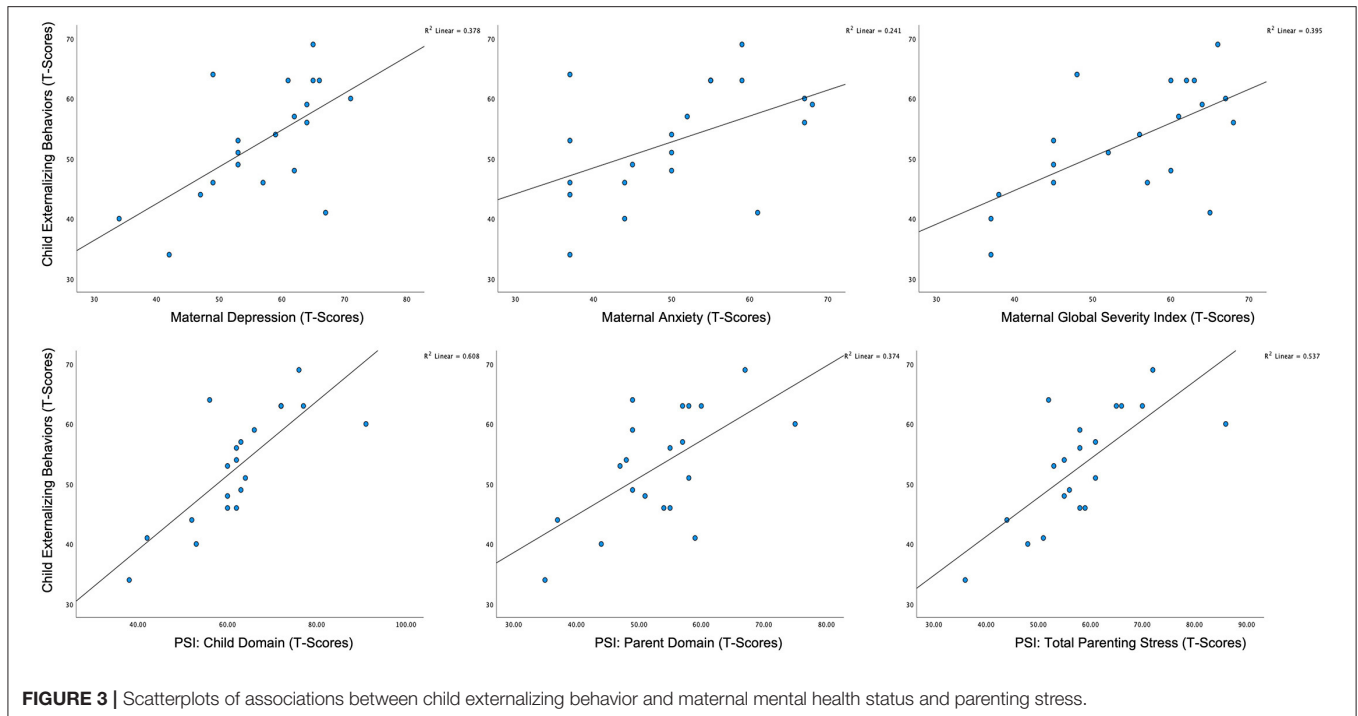 Child Externalizing Behaviors (T-Scores)
70
60
50
40
30
R² Linear = 0.378
30 40 50 60 70 80
Maternal Depression (T-Scores)
70
60
50
40
30
R² Linear = 0.241
30 40 50 60 70
Maternal Anxiety (T-Scores)
70
60
50
40
30
R² Linear = 0.395
30 40 50 60 70
Maternal Global Severity Index (T-Scores)
Child Externalizing Behaviors (T-Scores)
70
60
50
40
30
R² Linear = 0.608
40.00 60.00 80.00 100.00
PSI: Child Domain (T-Scores)
70
60
50
40
30
R² Linear = 0.374
30.00 40.00 50.00 60.00 70.00 80.00
PSI: Parent Domain (T-Scores)
70
60
50
40
30
R² Linear = 0.537
30.00 40.00 50.00 60.00 70.00 80.00 90.00
PSI: Total Parenting Stress (T-Scores)
FIGURE 3 | Scatterplots of associations between child externalizing behavior and maternal mental health status and parenting stress.